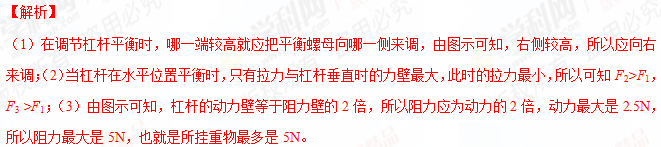 【解析】
（1）在调节杠杆平衡时，哪一端较高就应把平衡螺母向哪一侧来调，由图示可知，右侧较高，所以应向右
来调;（2）当杠杆在水平位置平衡时，只有拉力与杠杆垂直时的力壁最大，此时的拉力最小，所以可知 F₂>F₁，
F₃ >F₁；（3）由图示可知，杠杆的动力壁等于阻力壁的 2 倍，所以阻力应为动力的 2 倍，动力最大是 2.5N，
所以阻力最大是 5N，也就是所挂重物最多是 5N。